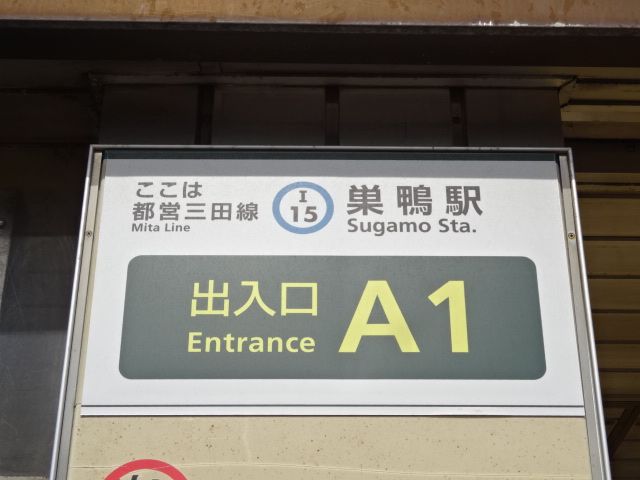 ここは
都営三田線
Mita Line
I
15
巣鴨駅
Sugamo Sta.
出入口
Entrance
A1